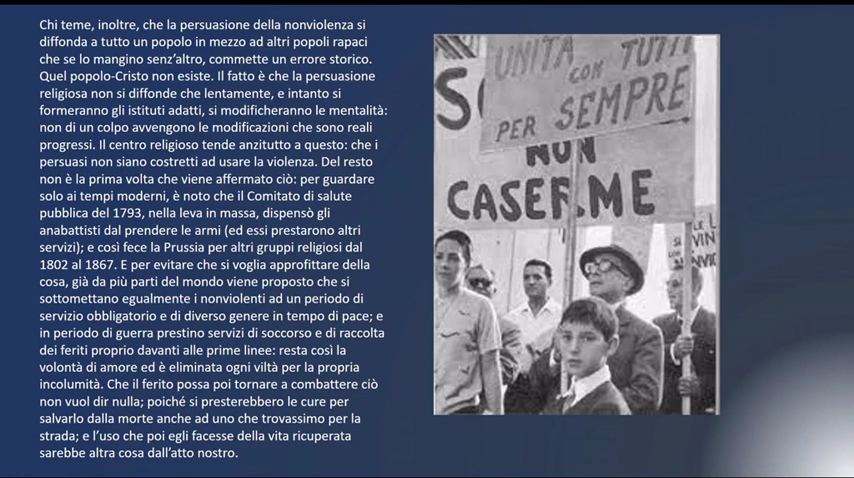 Chi teme, inoltre, che la persuasione della nonviolenza si
diffonda a tutto un popolo in mezzo ad altri popoli rapaci
che se lo mangino senz'altro, commette un errore storico.
Quel popolo-Cristo non esiste. Il fatto è che la persuasione
religiosa non si diffonde che lentamente, e intanto si
formeranno gli istituti adatti, si modificheranno le mentalità:
non di un colpo avvengono le modificazioni che sono reali
progressi. Il centro religioso tende anzitutto a questo: che i
persuasi non siano costretti ad usare la violenza. Del resto
non è la prima volta che viene affermato ciò: per guardare
solo ai tempi moderni, è noto che il Comitato di salute
pubblica del 1793, nella leva in massa, dispensò gli
anabattisti dal prendere le armi (ed essi prestarono altri
servizi); e così fece la Prussia per altri gruppi religiosi dal
1802 al 1867. E per evitare che si voglia approfittare della
cosa, già da più parti del mondo viene proposto che si
sottomettano egualmente i nonviolenti ad un periodo di
servizio obbligatorio e di diverso genere in tempo di pace; e
in periodo di guerra prestino servizi di soccorso e di raccolta
dei feriti proprio davanti alle prime linee: resta così la
volontà di amore ed è eliminata ogni viltà per la propria
incolumità. Che il ferito possa poi tornare a combattere ciò
non vuol dir nulla; poiché si presterebbero le cure per
salvarlo dalla morte anche ad uno che trovassimo per la
strada; e l'uso che poi egli facesse della vita ricuperata
sarebbe altra cosa dall'atto nostro.
UNITA
CON TUTTI
PER SEMPRE
NON
CASERME